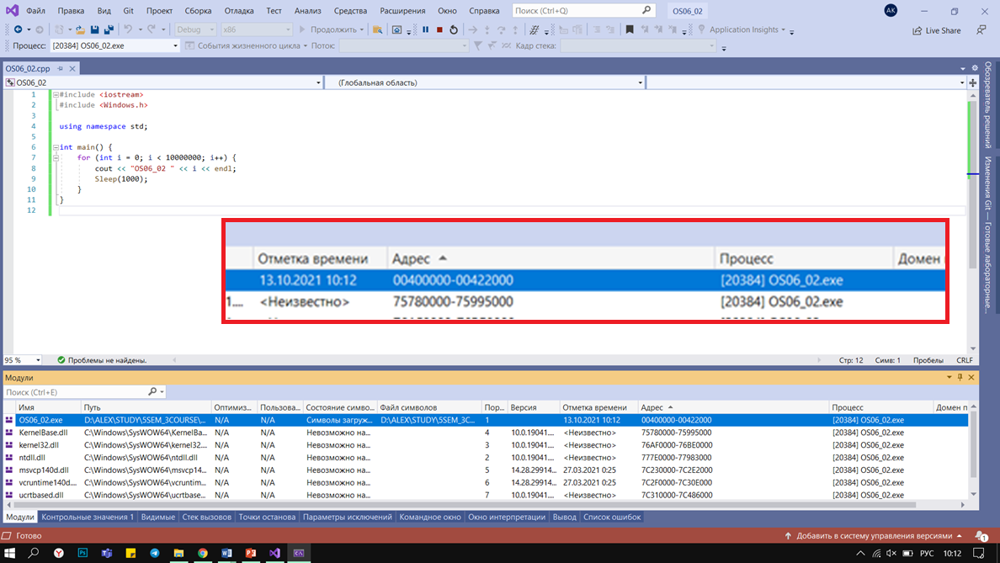 Файл Правка Вид Git Проект Сборка Отладка Тест Анализ Средства Расширения Окно Справка Поиск (Ctrl+Q) OS06_02 AK
Debug x86 Продолжить Application Insights Live Share
Процесс: [20384] OS06_02.exe События жизненного цикла Поток: Кадр стека:
OS06_02.cpp
OS06_02 (Глобальная область)
1 #include <iostream>
2 #include <Windows.h>
3
4 using namespace std;
5
6 int main() {
7 for (int i = 0; i < 10000000; i++) {
8 cout << "OS06_02 " << i << endl;
9 Sleep(1000);
10 }
11 }
12
Отметка времени Адрес Процесс Домен
13.10.2021 10:12 00400000-00422000 [20384] OS06_02.exe
1.... <Неизвестно> 75780000-75995000 [20384] OS06_02.exe
95 % Проблемы не найдены. Стр: 12 Симв: 1 Пробелы CRLF
Модули
Поиск (Ctrl+E)
Имя Путь Оптимиз... Пользова... Состояние симво... Файл символов Пор... Версия Отметка времени Адрес Процесс Домен п
OS06_02.exe D:\ALEX\STUDY\5SEM_3COURSE\... N/A N/A Символы загруж... D:\ALEX\STUDY\5SEM_3C... 1 13.10.2021 10:12 00400000-00422000 [20384] OS06_02.exe
KernelBase.dll C:\Windows\SysWOW64\KernelBa... N/A N/A Невозможно на... 4 10.0.19041.... <Неизвестно> 75780000-75995000 [20384] OS06_02.exe
kernel32.dll C:\Windows\SysWOW64\kernel32.... N/A N/A Невозможно на... 3 10.0.19041.... <Неизвестно> 76AF0000-76BE0000 [20384] OS06_02.exe
ntdll.dll C:\Windows\SysWOW64\ntdll.dll N/A N/A Невозможно на... 2 10.0.19041.... <Неизвестно> 777E0000-77983000 [20384] OS06_02.exe
msvcp140d.dll C:\Windows\SysWOW64\msvcp14... N/A N/A Невозможно на... 5 14.28.29914... 27.03.2021 0:25 7C230000-7C2E2000 [20384] OS06_02.exe
vcruntime140d.... C:\Windows\SysWOW64\vcruntim... N/A N/A Невозможно на... 6 14.28.29914... 27.03.2021 0:25 7C2F0000-7C30E000 [20384] OS06_02.exe
ucrtbased.dll C:\Windows\SysWOW64\ucrtbase... N/A N/A Невозможно на... 7 10.0.19041.... <Неизвестно> 7C310000-7C486000 [20384] OS06_02.exe
Модули Контрольные значения 1 Видимые Стек вызовов Точки останова Параметры исключений Командное окно Окно интерпретации Вывод Список ошибок
Готово Добавить в систему управления версиями 1
РУС 10:12
Обозреватель решений
Изменения Git — Готовые лабораторные...